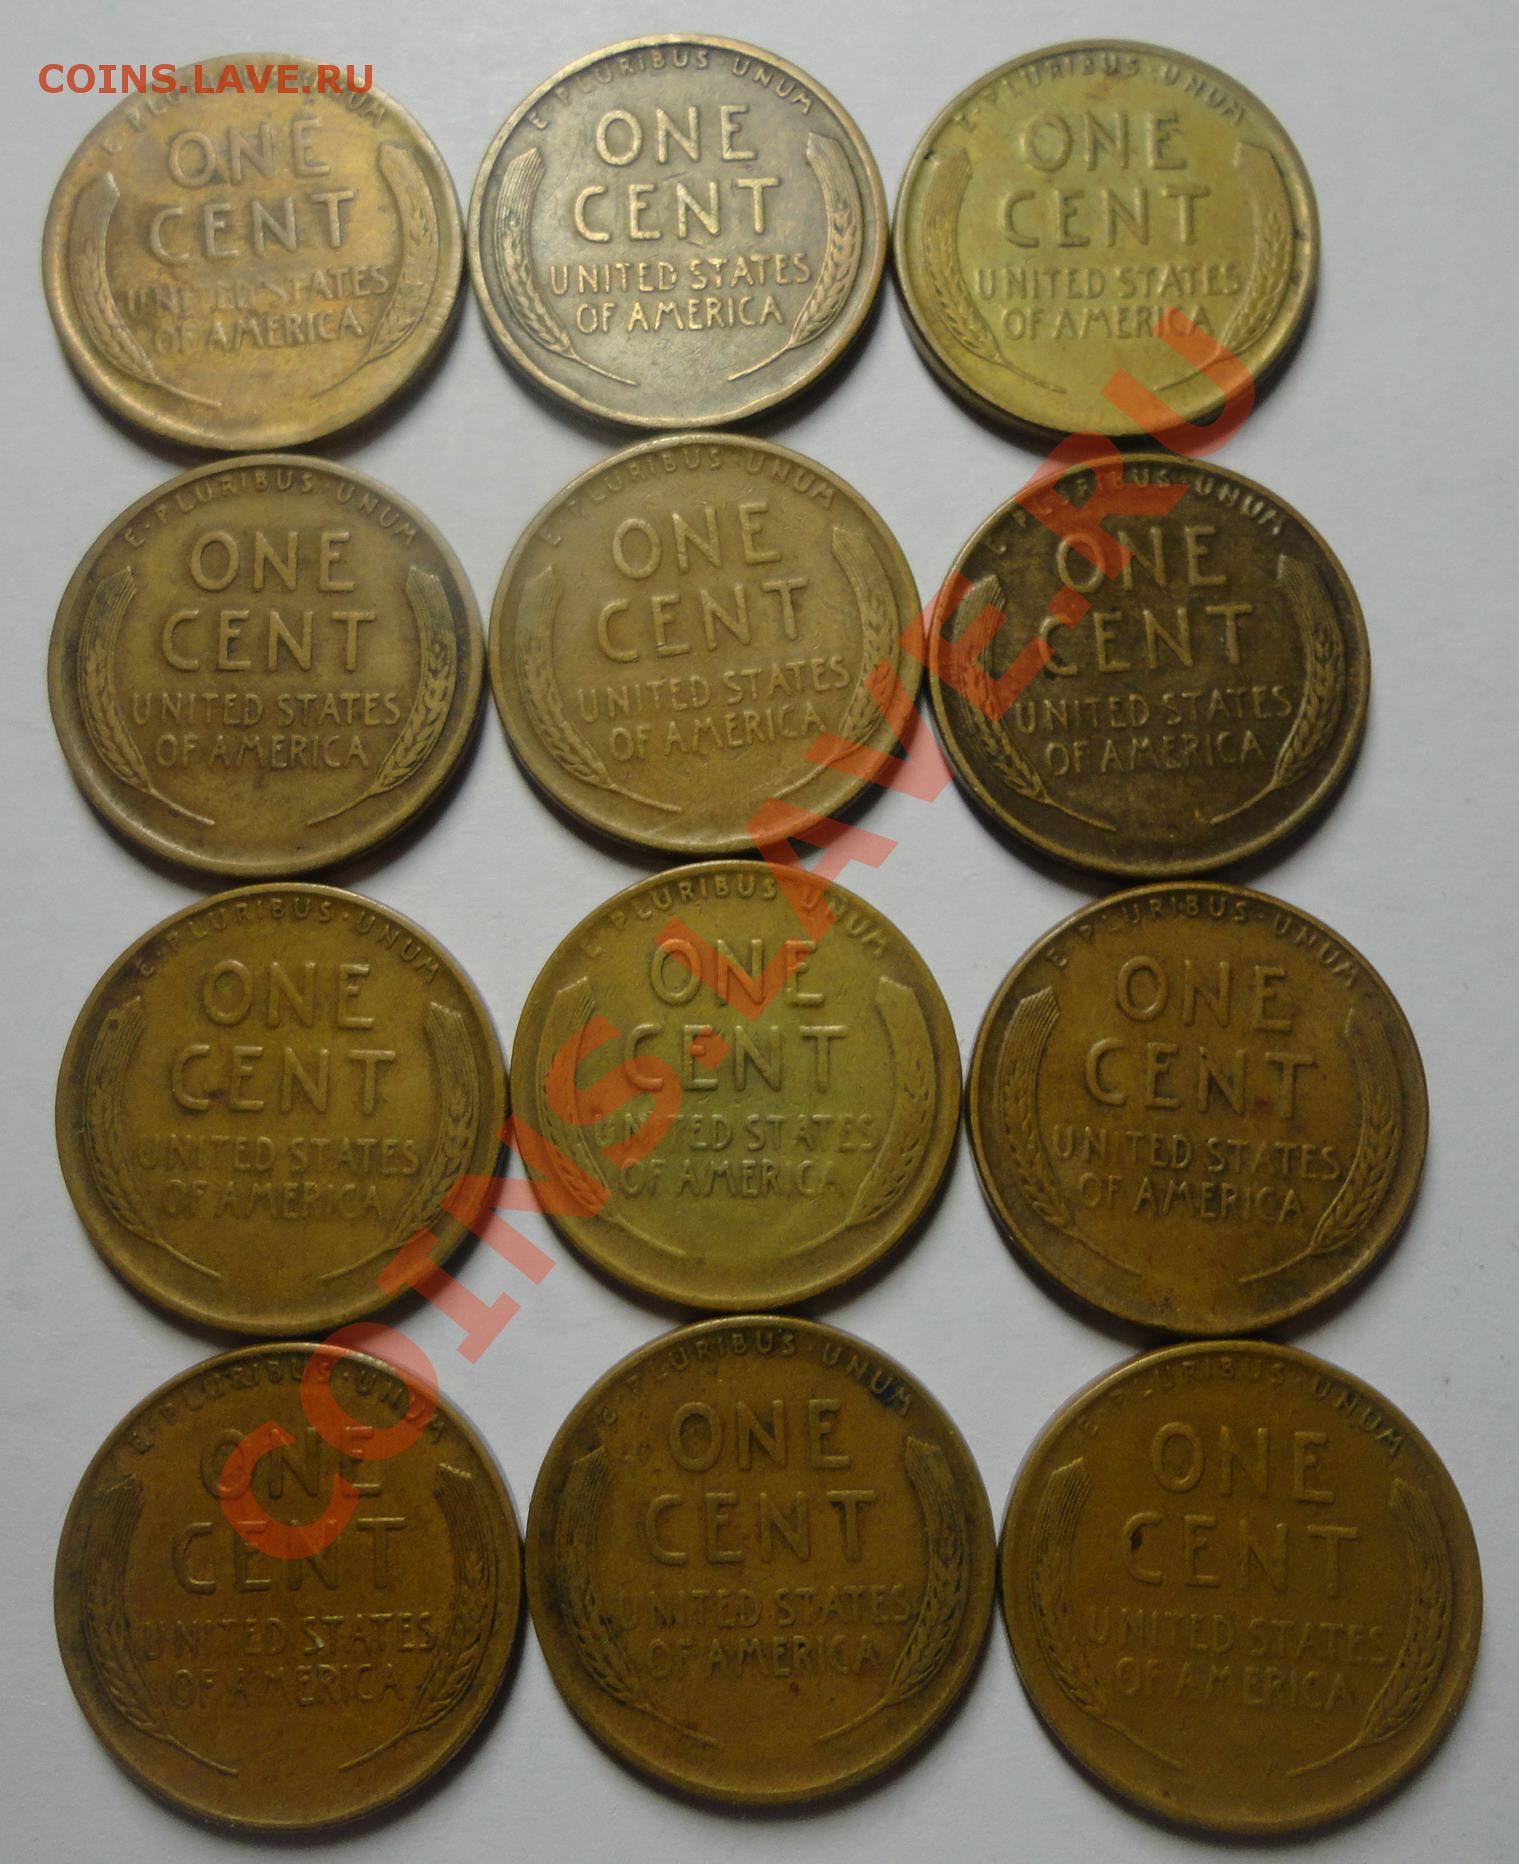 COINS.LAVE.RU
E·PLURIBUS·UNUM
ONE
CENT
UNITED STATES
OF AMERICA
E·PLURIBUS·UNUM
ONE
CENT
UNITED STATES
OF AMERICA
E·PLURIBUS·UNUM
ONE
CENT
UNITED STATES
OF AMERICA
E·PLURIBUS·UNUM
ONE
CENT
UNITED STATES
OF AMERICA
E·PLURIBUS·UNUM
ONE
CENT
UNITED STATES
OF AMERICA
E·PLURIBUS·UNUM
ONE
CENT
UNITED STATES
OF AMERICA
E·PLURIBUS·UNUM
ONE
CENT
UNITED STATES
OF AMERICA
E·PLURIBUS·UNUM
ONE
CENT
UNITED STATES
OF AMERICA
E·PLURIBUS·UNUM
ONE
CENT
UNITED STATES
OF AMERICA
E·PLURIBUS·UNUM
ONE
CENT
UNITED STATES
OF AMERICA
E·PLURIBUS·UNUM
ONE
CENT
UNITED STATES
OF AMERICA
E·PLURIBUS·UNUM
ONE
CENT
UNITED STATES
OF AMERICA
COINS.LAVE.RU